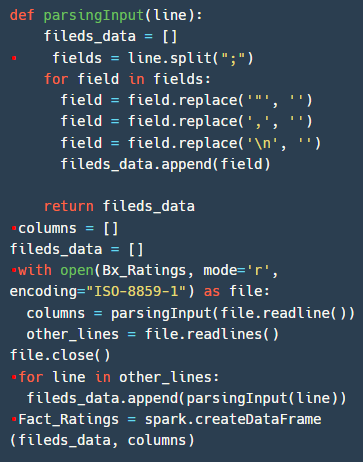 def parsingInput(line):
    fileds_data = []
     fields = line.split(";")
    for field in fields:
      field = field.replace('"', '')
      field = field.replace(',', '')
      field = field.replace('\n', '')
      fileds_data.append(field)

    return fileds_data
 columns = []
fileds_data = []
 with open(Bx_Ratings, mode='r',
encoding="ISO-8859-1") as file:
  columns = parsingInput(file.readline())
  other_lines = file.readlines()
file.close()
 for line in other_lines:
  fileds_data.append(parsingInput(line))
 Fact_Ratings = spark.createDataFrame
(fileds_data, columns)